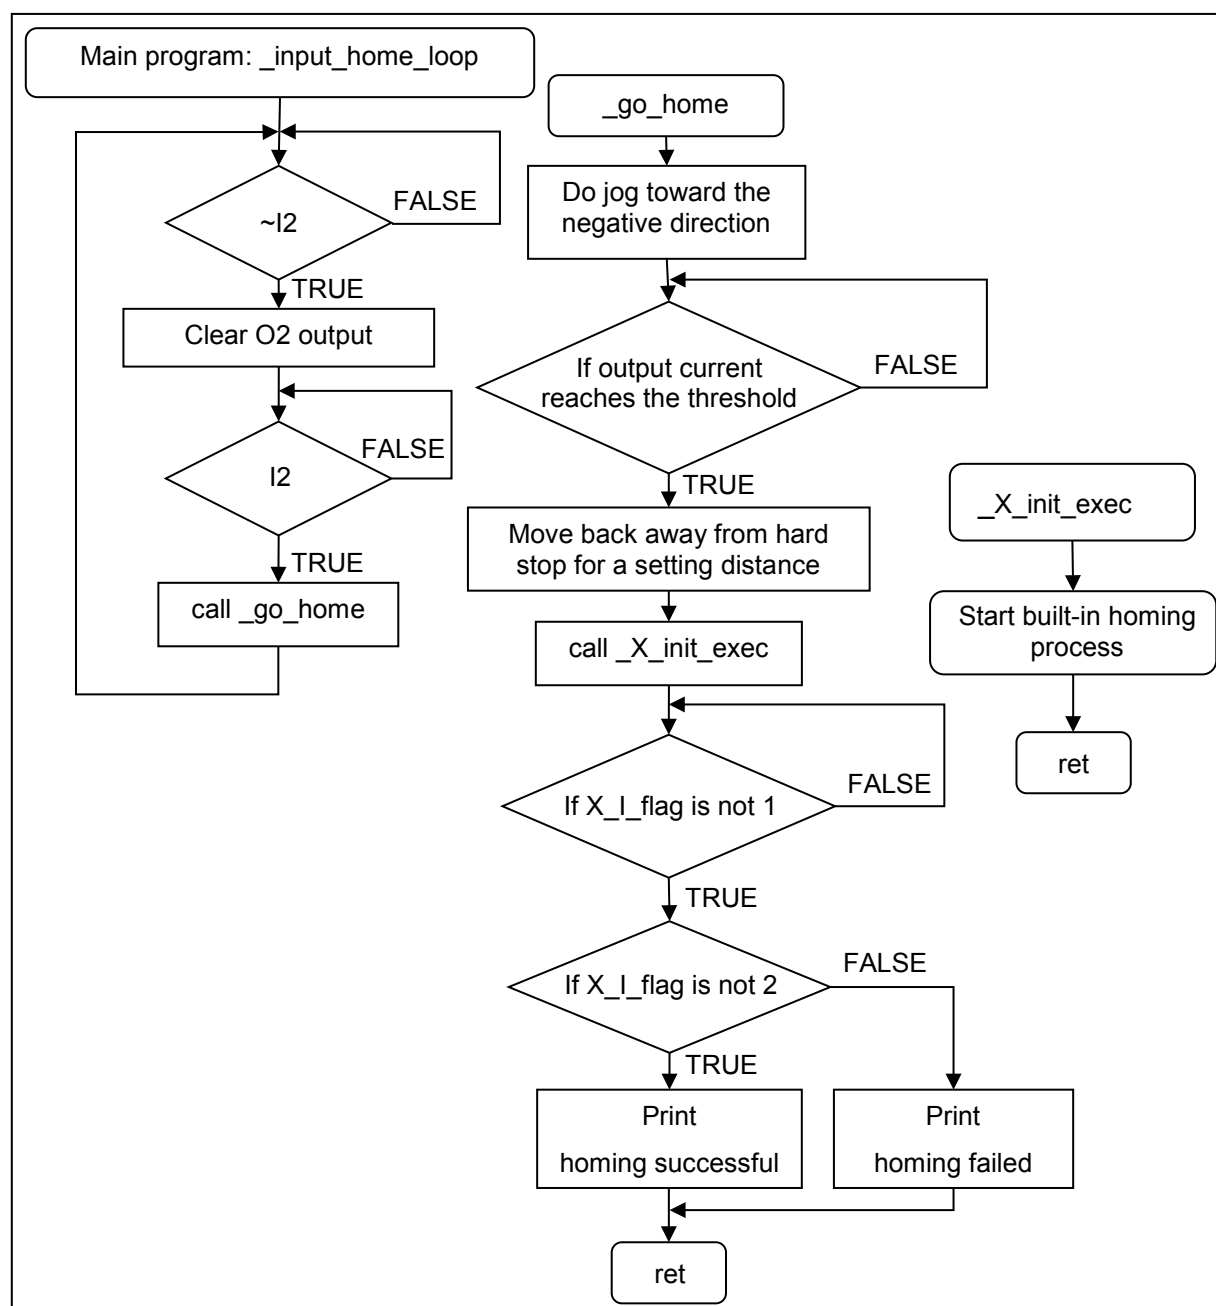 Main program: _input_home_loop
~I2
FALSE
TRUE
Clear O2 output
I2
FALSE
TRUE
call _go_home
_go_home
Do jog toward the
negative direction
If output current
reaches the threshold
FALSE
TRUE
Move back away from hard
stop for a setting distance
call _X_init_exec
If X_I_flag is not 1
FALSE
TRUE
If X_I_flag is not 2
FALSE
TRUE
Print
homing successful
Print
homing failed
ret
_X_init_exec
Start built-in homing
process
ret